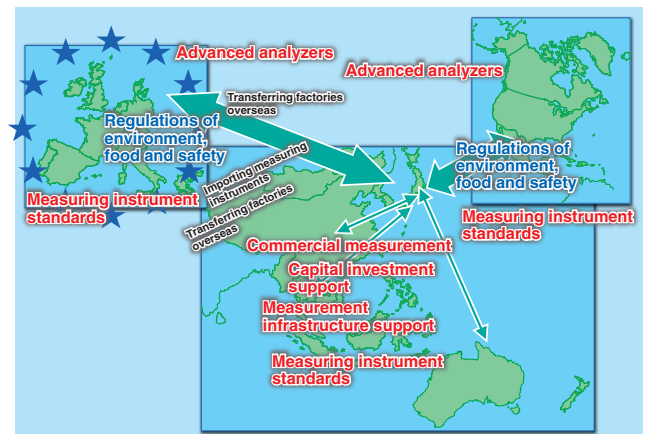 Advanced analyzers
Advanced analyzers
Transferring factories
overseas
Regulations of
environment,
food and safety
Regulations of
environment,
food and safety
Importing measuring
instruments
Transferring factories
overseas
Measuring instrument
standards
Measuring instrument
standards
Commercial measurement
Capital investment
support
Measurement
infrastructure support
Measuring instrument
standards